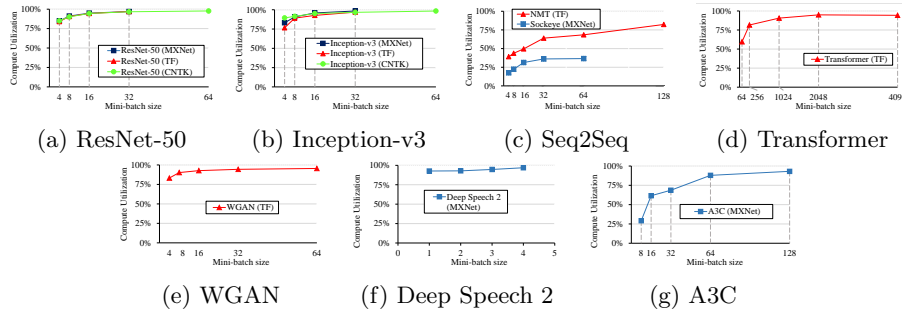 Compute Utilization
100%
75%
50%
25%
0%
ResNet-50 (MXNet)
ResNet-50 (TF)
ResNet-50 (CNTK)
4 8 16 32 64
Mini-batch size
(a) ResNet-50
Compute Utilization
100%
75%
50%
25%
0%
Inception-v3 (MXNet)
Inception-v3 (TF)
Inception-v3 (CNTK)
4 8 16 32 64
Mini-batch size
(b) Inception-v3
Compute Utilization
100%
75%
50%
25%
0%
NMT (TF)
Sockeye (MXNet)
4 8 16 32 64 128
Mini-batch size
(c) Seq2Seq
Compute Utilization
100%
75%
50%
25%
0%
Transformer (TF)
64 256 1024 2048 409
Mini-batch size
(d) Transformer
Compute Utilization
100%
75%
50%
25%
0%
WGAN (TF)
4 8 16 32 64
Mini-batch size
(e) WGAN
Compute Utilization
100%
75%
50%
25%
0%
Deep Speech 2
(MXNet)
0 1 2 3 4 5
Mini-batch size
(f) Deep Speech 2
Compute Utilization
100%
75%
50%
25%
0%
A3C (MXNet)
8 16 32 64 128
Mini-batch size
(g) A3C